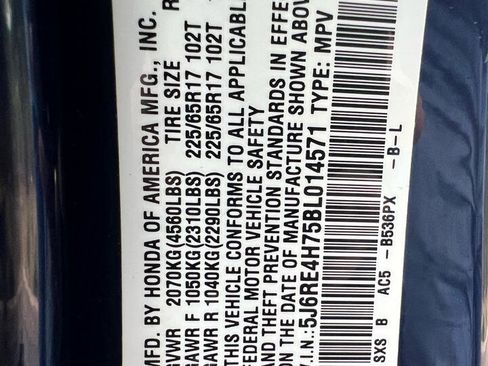 MFD. BY HONDA OF AMERICA MFG., INC.
GVWR 2070KG(4560LBS) TIRE SIZE R
GAWR F 1050KG(2310LBS) 225/65R17 102T
GAWR R 1040KG(2290LBS) 225/65R17 102T
THIS VEHICLE CONFORMS TO ALL APPLICABL
FEDERAL MOTOR VEHICLE SAFETY
AND THEFT PREVENTION STANDARDS IN EFFE
ON THE DATE OF MANUFACTURE SHOWN ABOV
V.I.N.:5J6RE4H75BL014571 TYPE: MPV
SXS B AC5 -B536PX -B-L